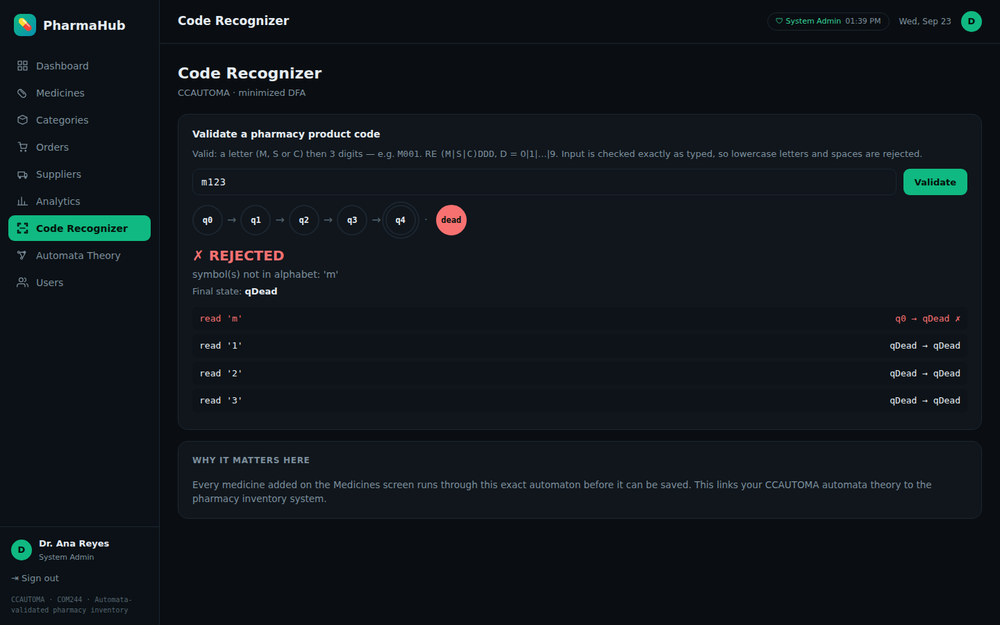 PharmaHub
Dashboard
Medicines
Categories
Orders
Suppliers
Analytics
Code Recognizer
Automata Theory
Users
D
Dr. Ana Reyes
System Admin
⇥ Sign out
CCAUTOMA · COM244 · Automata-
validated pharmacy inventory
Code Recognizer
System Admin 01:39 PM
Wed, Sep 23
D
Code Recognizer
CCAUTOMA · minimized DFA
Validate a pharmacy product code
Valid: a letter (M, S or C) then 3 digits — e.g. M001. RE (M|S|C)DDD, D = 0|1|…|9. Input is checked exactly as typed, so lowercase letters and spaces are rejected.
m123
Validate
q0 → q1 → q2 → q3 → q4 · dead
✗ REJECTED
symbol(s) not in alphabet: 'm'
Final state: qDead
read 'm' q0 → qDead ✗
read '1' qDead → qDead
read '2' qDead → qDead
read '3' qDead → qDead
WHY IT MATTERS HERE
Every medicine added on the Medicines screen runs through this exact automaton before it can be saved. This links your CCAUTOMA automata theory to the
pharmacy inventory system.